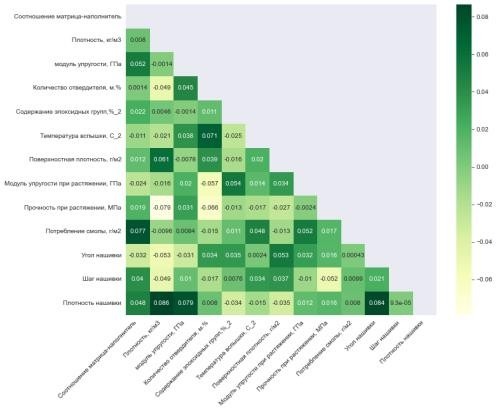 Соотношение матрица-наполнитель
Плотность, кг/м3
0.008
модуль упругости, ГПа
0.052 -0.0014
Количество отвердителя, м.%
0.0014 -0.049 0.045
Содержание эпоксидных групп,%_2
0.022 0.0046 -0.0014 0.011
Температура вспышки, С_2
-0.011 -0.021 0.038 0.071 -0.025
Поверхностная плотность, г/м2
0.012 0.061 -0.0078 0.039 -0.016 0.02
Модуль упругости при растяжении, ГПа
-0.024 -0.016 0.02 -0.057 0.054 0.014 0.034
Прочность при растяжении, МПа
0.019 -0.079 0.031 -0.066 -0.013 -0.017 -0.027 -0.0024
Потребление смолы, г/м2
0.077 -0.0096 0.0084 -0.015 0.011 0.048 -0.013 0.052 0.017
Угол нашивки
-0.032 -0.053 -0.031 0.034 0.035 0.0024 0.053 0.032 0.016 0.00043
Шаг нашивки
0.04 -0.049 0.01 -0.017 0.0076 0.034 0.037 -0.01 -0.062 0.0099 0.021
Плотность нашивки
0.048 0.086 0.079 0.008 -0.034 -0.015 -0.035 0.012 0.016 0.008 0.084 9.3e-05
Соотношение матрица-наполнитель
Плотность, кг/м3
модуль упругости, ГПа
Количество отвердителя, м.%
Содержание эпоксидных групп,%_2
Температура вспышки, С_2
Поверхностная плотность, г/м2
Модуль упругости при растяжении, ГПа
Прочность при растяжении, МПа
Потребление смолы, г/м2
Угол нашивки
Шаг нашивки
Плотность нашивки
0.08
0.06
0.04
0.02
0.00
-0.02
-0.04
-0.06